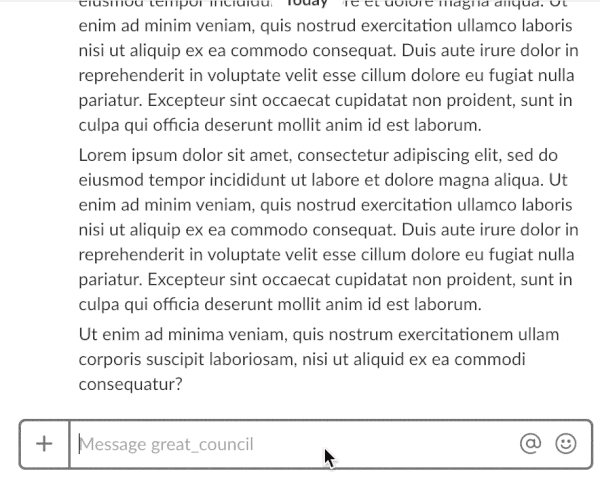 eiusmod tempor incididu Today re et dolore magna aliqua. Ut
enim ad minim veniam, quis nostrud exercitation ullamco laboris
nisi ut aliquip ex ea commodo consequat. Duis aute irure dolor in
reprehenderit in voluptate velit esse cillum dolore eu fugiat nulla
pariatur. Excepteur sint occaecat cupidatat non proident, sunt in
culpa qui officia deserunt mollit anim id est laborum.
Lorem ipsum dolor sit amet, consectetur adipiscing elit, sed do
eiusmod tempor incididunt ut labore et dolore magna aliqua. Ut
enim ad minim veniam, quis nostrud exercitation ullamco laboris
nisi ut aliquip ex ea commodo consequat. Duis aute irure dolor in
reprehenderit in voluptate velit esse cillum dolore eu fugiat nulla
pariatur. Excepteur sint occaecat cupidatat non proident, sunt in
culpa qui officia deserunt mollit anim id est laborum.
Ut enim ad minima veniam, quis nostrum exercitationem ullam
corporis suscipit laboriosam, nisi ut aliquid ex ea commodi
consequatur?
+ Message great_council @